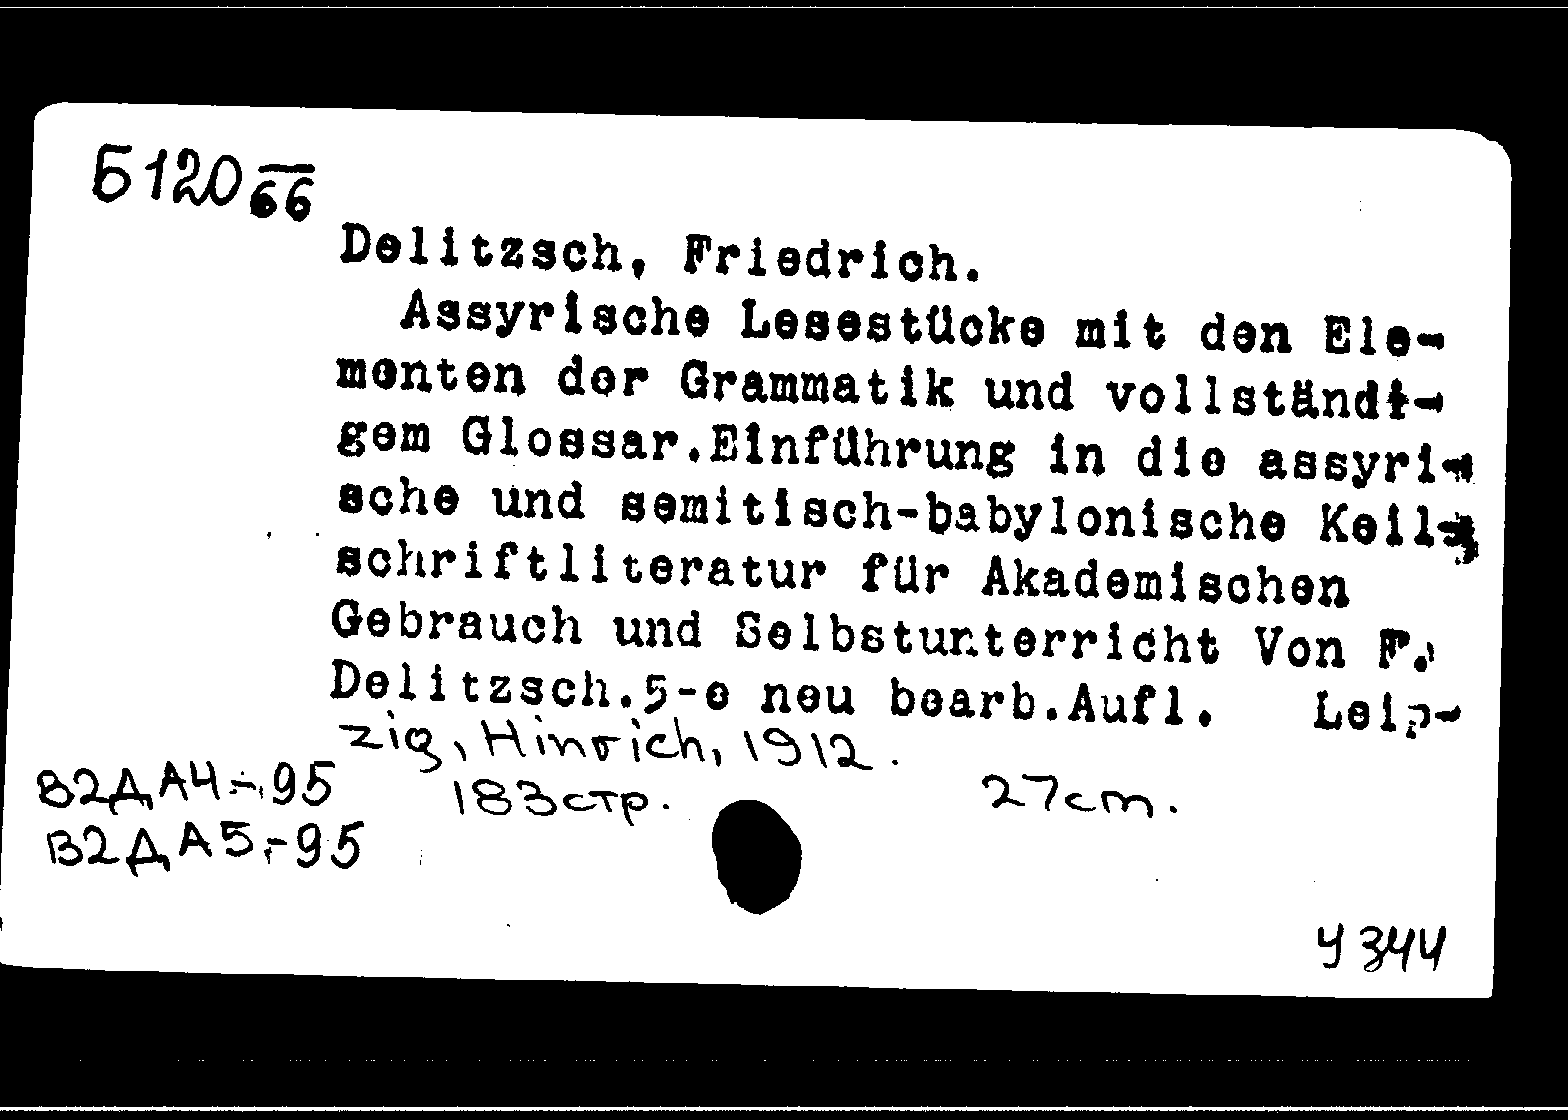 Б120 66
Delitzsch, Friedrich.
Assyrische Lesestücke mit den Ele-
menten der Grammatik und vollständi-
gem Glossar.Einführung in die assyri-
sche und semitisch-babylonische Keil-
schriftliteratur für Akademischen
Gebrauch und Selbstunterricht Von F.
Delitzsch.5-e neu bearb.Aufl. Leip-
zig, Hinrich, 1912.
В2ДА4-95 183стр. 27cm.
В2ДА5-95
У344